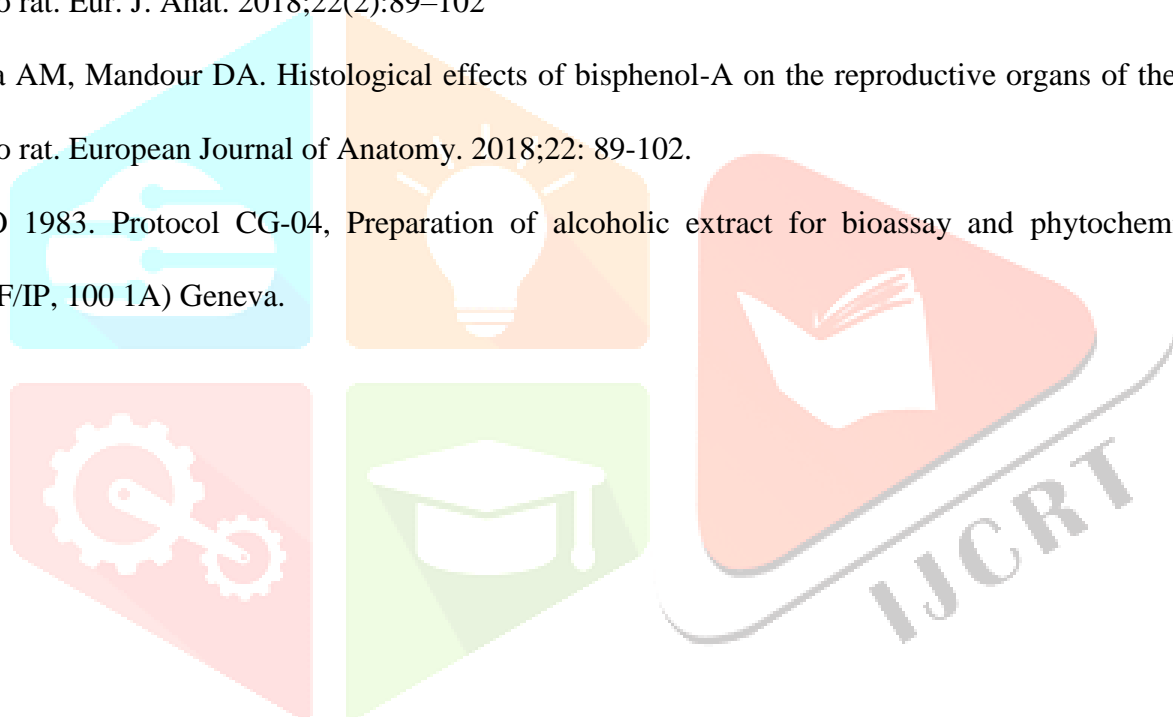 o rat. Eur. J. Anat. 2018;22(2):89–102
a AM, Mandour DA. Histological effects of bisphenol-A on the reproductive organs of the
o rat. European Journal of Anatomy. 2018;22: 89-102.
O 1983. Protocol CG-04, Preparation of alcoholic extract for bioassay and phytochem
F/IP, 100 1A) Geneva.
IJCRT